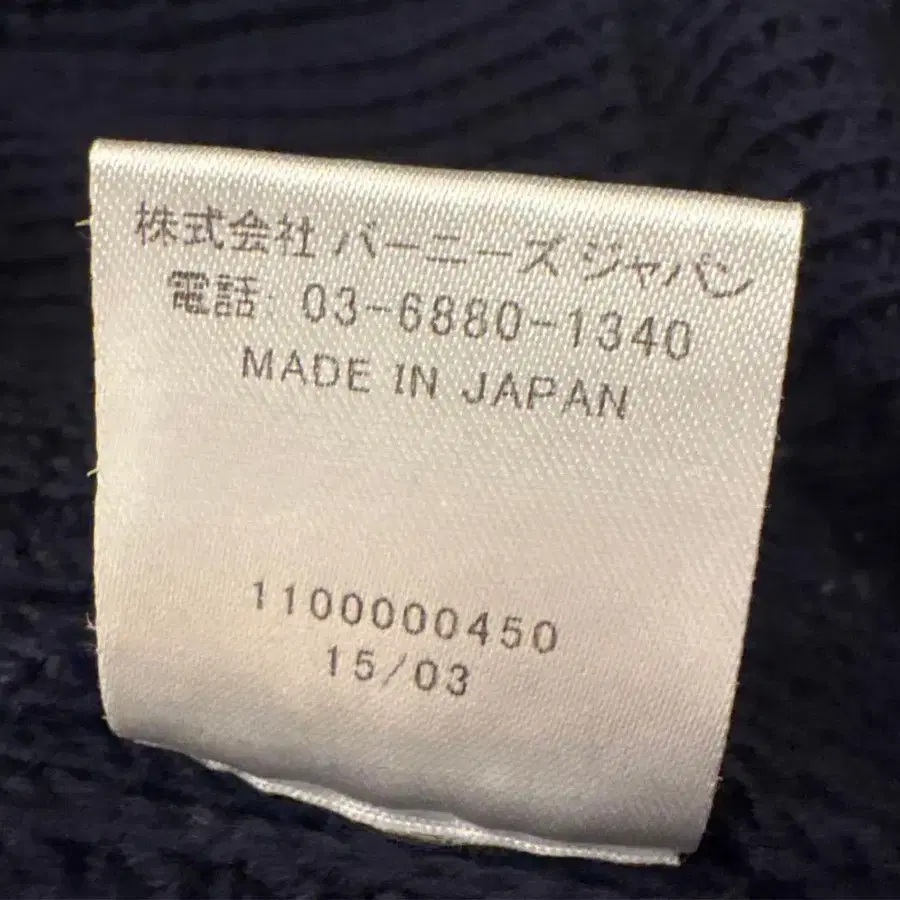 株式会社 バーニーズ ジャパン
電話: 03-6880-1340
MADE IN JAPAN
1100000450
15/03